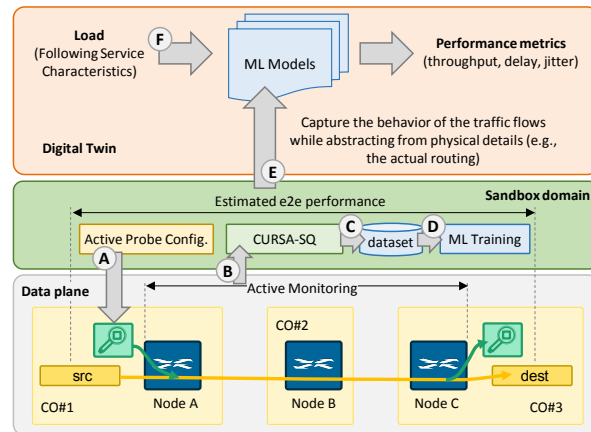 Load
(Following Service
Characteristics)
F
ML Models
Performance metrics
(throughput, delay, jitter)
Capture the behavior of the traffic flows
while abstracting from physical details (e.g.,
the actual routing)
Digital Twin
E
Sandbox domain
Estimated e2e performance
Active Probe Config.
CURSA-SQ
C
dataset
D
ML Training
A
B
Data plane
Active Monitoring
CO#2
src
dest
CO#1
Node A
Node B
Node C
CO#3